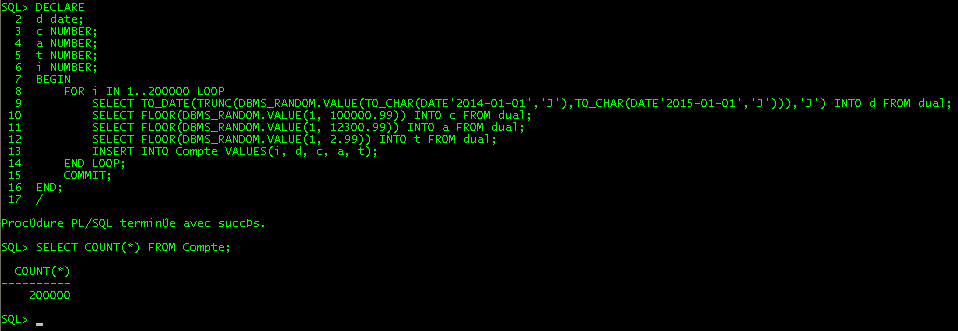 SQL> DECLARE
  2  d date;
  3  c NUMBER;
  4  a NUMBER;
  5  t NUMBER;
  6  i NUMBER;
  7  BEGIN
  8      FOR i IN 1..200000 LOOP
  9          SELECT TO_DATE(TRUNC(DBMS_RANDOM.VALUE(TO_CHAR(DATE'2014-01-01','J'),TO_CHAR(DATE'2015-01-01','J'))),'J') INTO d FROM dual;
 10          SELECT FLOOR(DBMS_RANDOM.VALUE(1, 100000.99)) INTO c FROM dual;
 11          SELECT FLOOR(DBMS_RANDOM.VALUE(1, 12300.99)) INTO a FROM dual;
 12          SELECT FLOOR(DBMS_RANDOM.VALUE(1, 2.99)) INTO t FROM dual;
 13          INSERT INTO Compte VALUES(i, d, c, a, t);
 14      END LOOP;
 15      COMMIT;
 16  END;
 17  /
ProcÚdure PL/SQL terminÚe avec succÞs.
SQL> SELECT COUNT(*) FROM Compte;
  COUNT(*)
----------
    200000
SQL>